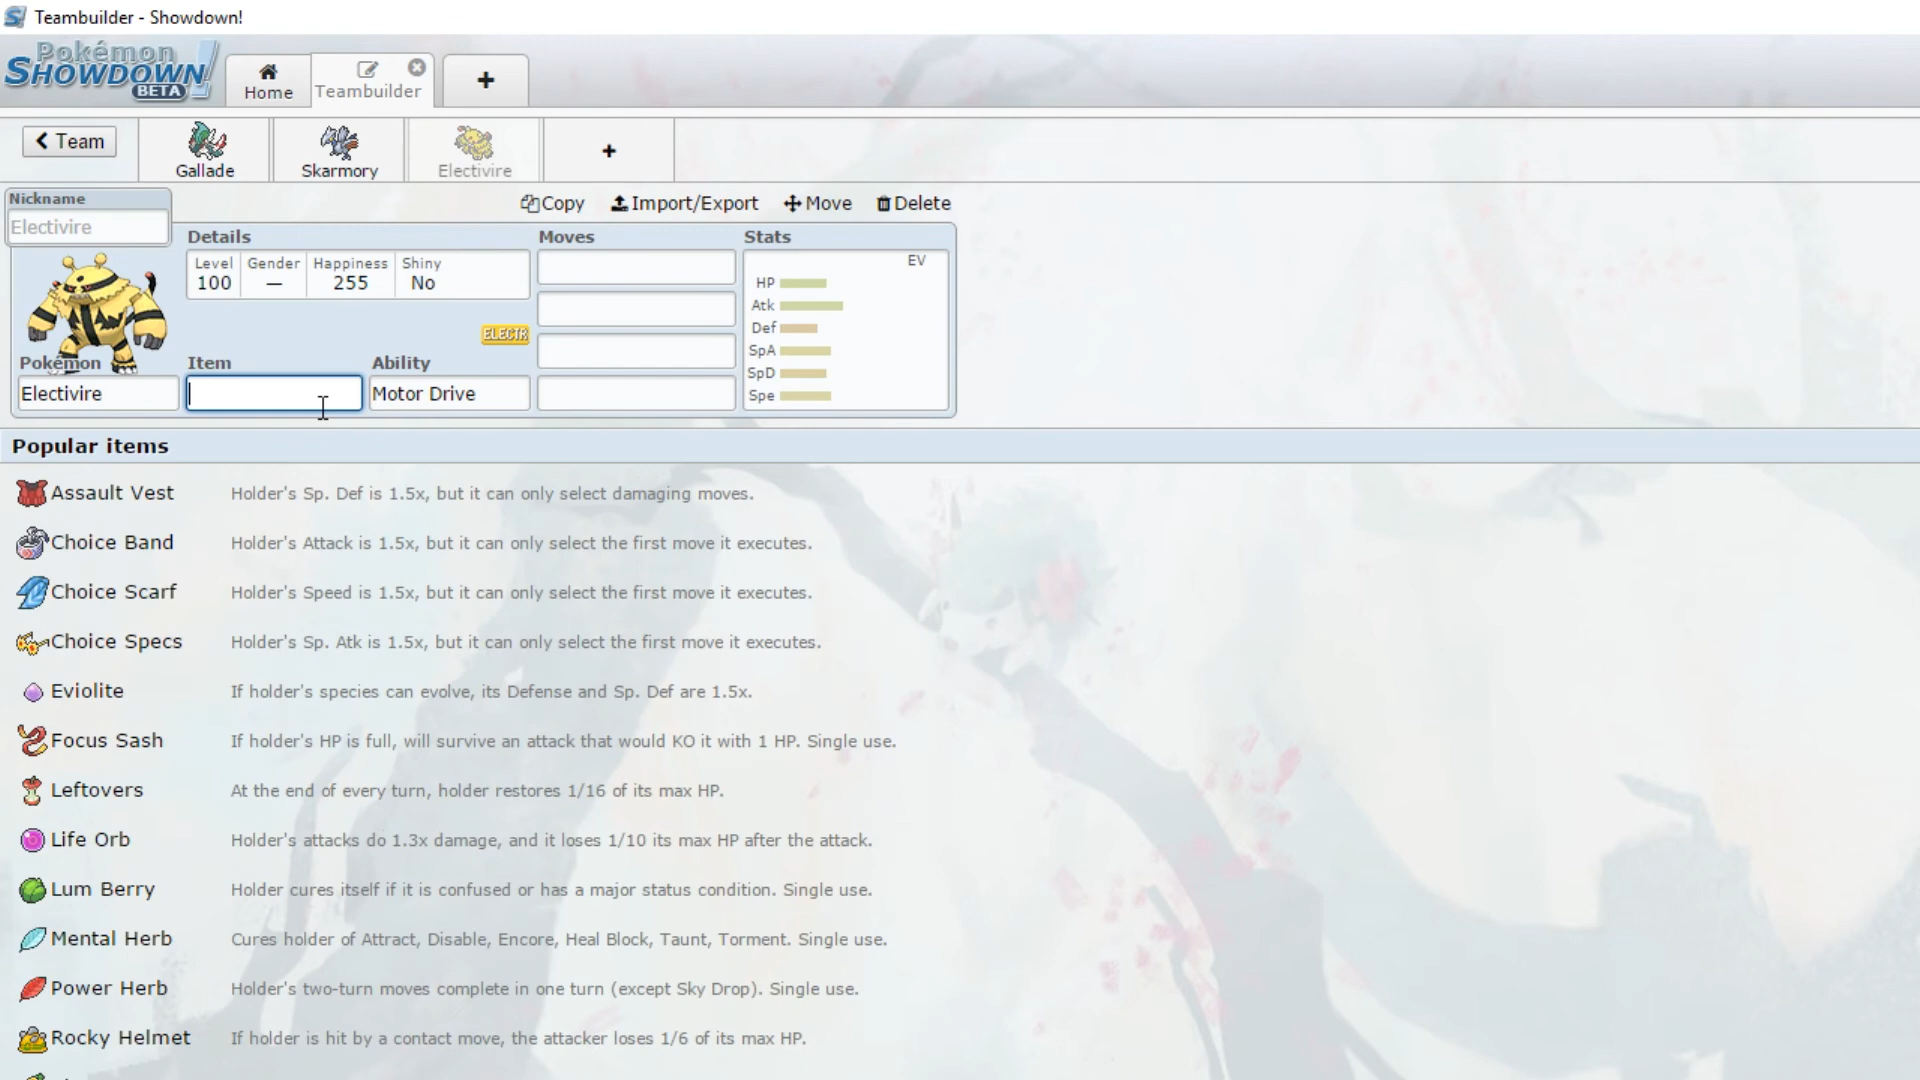 Teambuilder - Showdown!
Pokémon
SHOWDOWN!
BETA
Home
Teambuilder
+
Team
Gallade
Skarmory
Electivire
+
Nickname
Electivire
Copy
Import/Export
Move
Delete
Details
Moves
Stats
Level
Gender
Happiness
Shiny
100
—
255
No
EV
HP
Atk
Def
SpA
SpD
Spe
ELECTR
Pokémon
Item
Ability
Electivire
Motor Drive
Popular items
Assault Vest Holder's Sp. Def is 1.5x, but it can only select damaging moves.
Choice Band Holder's Attack is 1.5x, but it can only select the first move it executes.
Choice Scarf Holder's Speed is 1.5x, but it can only select the first move it executes.
Choice Specs Holder's Sp. Atk is 1.5x, but it can only select the first move it executes.
Eviolite If holder's species can evolve, its Defense and Sp. Def are 1.5x.
Focus Sash If holder's HP is full, will survive an attack that would KO it with 1 HP. Single use.
Leftovers At the end of every turn, holder restores 1/16 of its max HP.
Life Orb Holder's attacks do 1.3x damage, and it loses 1/10 its max HP after the attack.
Lum Berry Holder cures itself if it is confused or has a major status condition. Single use.
Mental Herb Cures holder of Attract, Disable, Encore, Heal Block, Taunt, Torment. Single use.
Power Herb Holder's two-turn moves complete in one turn (except Sky Drop). Single use.
Rocky Helmet If holder is hit by a contact move, the attacker loses 1/6 of its max HP.